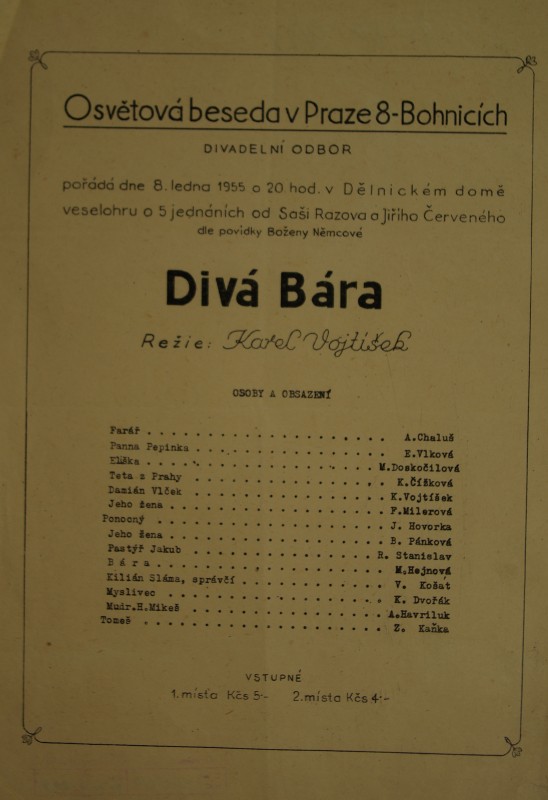 Osvětová beseda v Praze 8-Bohnicích
DIVADELNÍ ODBOR
pořádá dne 8. ledna 1955 o 20 hod. v Dělnickém domě
veselohru o 5 jednáních od Saši Razova a Jiřího Červeného
dle povídky Boženy Němcové
Divá Bára
Režie: Karel Vojtíšek
OSOBY A OBSAZENÍ
Farář . . . . . . . . . . . . . . . . . . . . A.Chaluš
Panna Pepinka . . . . . . . . . . . . . . . . E.Vlková
Eliška . . . . . . . . . . . . . . . . . . . . M.Doskočilová
Teta z Prahy . . . . . . . . . . . . . . . . K.Čížková
Damián Vlček . . . . . . . . . . . . . . . . K.Vojtíšek
Jeho žena . . . . . . . . . . . . . . . . . . F.Milerová
Ponocný . . . . . . . . . . . . . . . . . . . J. Hovorka
Jeho žena . . . . . . . . . . . . . . . . . . B. Pánková
Pastýř Jakub . . . . . . . . . . . . . . . . R. Stanislav
B á r a . . . . . . . . . . . . . . . . . . . M.Hejnová
Kilián Sláma, správčí . . . . . . . . . . . . V. Košat
Myslivec . . . . . . . . . . . . . . . . . . K. Dvořák
Mudr.H.Mikeš . . . . . . . . . . . . . . . . A.Havriluk
Tomeš . . . . . . . . . . . . . . . . . . . . Z. Kaňka
VSTUPNÉ
1. místa Kčs 5.- 2. místa Kčs 4.-